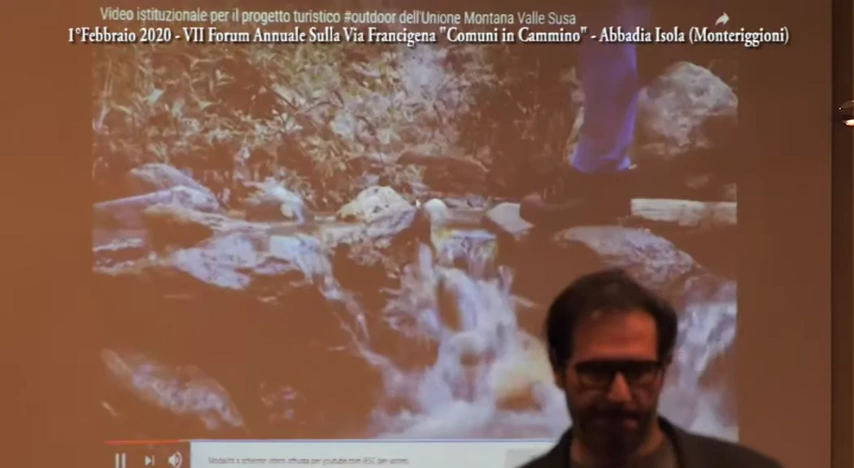 Video istituzionale per il progetto turistico #outdoor dell'Unione Montana Valle Susa
1°Febbraio 2020 - VII Forum Annuale Sulla Via Francigena "Comuni in Cammino" - Abbadia Isola (Monteriggioni)